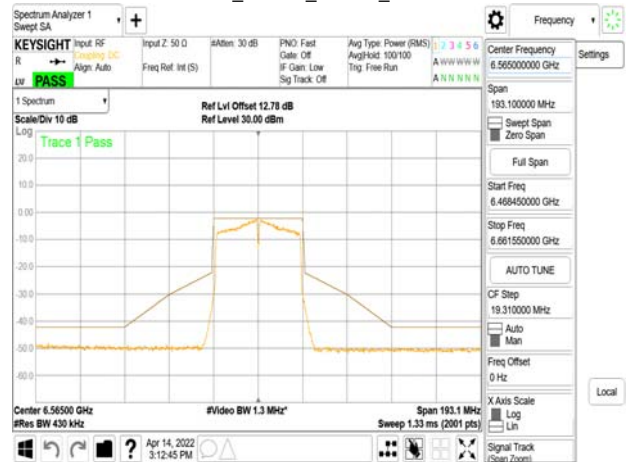 Spectrum Analyzer 1
Swept SA
Frequency
KEYSIGHT
R
LVI PASS
Input: RF
Coupling: DC
Align: Auto
Input Z: 50 Ω
Freq Ref: Int (S)
#Atten: 30 dB
PNO: Fast
Gate: Off
IF Gain: Low
Sig Track: Off
Avg Type: Power (RMS)
Avg|Hold: 100/100
Trig: Free Run
1 2 3 4 5 6
A W W W W W
A N N N N N
Settings
1 Spectrum
Scale/Div 10 dB
Log
Ref Lvl Offset 12.78 dB
Ref Level 30.00 dBm
Trace 1 Pass
20.0
10.0
0.00
-10.0
-20.0
-30.0
-40.0
-50.0
-60.0
Center 6.56500 GHz
#Res BW 430 kHz
#Video BW 1.3 MHz*
Span 193.1 MHz
Sweep 1.33 ms (2001 pts)
Apr 14, 2022
3:12:45 PM
Center Frequency
6.565000000 GHz
Span
193.100000 MHz
Swept Span
Zero Span
Full Span
Start Freq
6.468450000 GHz
Stop Freq
6.661550000 GHz
AUTO TUNE
CF Step
19.310000 MHz
Auto
Man
Freq Offset
0 Hz
X Axis Scale
Log
Lin
Signal Track
(Span Zoom)
Local